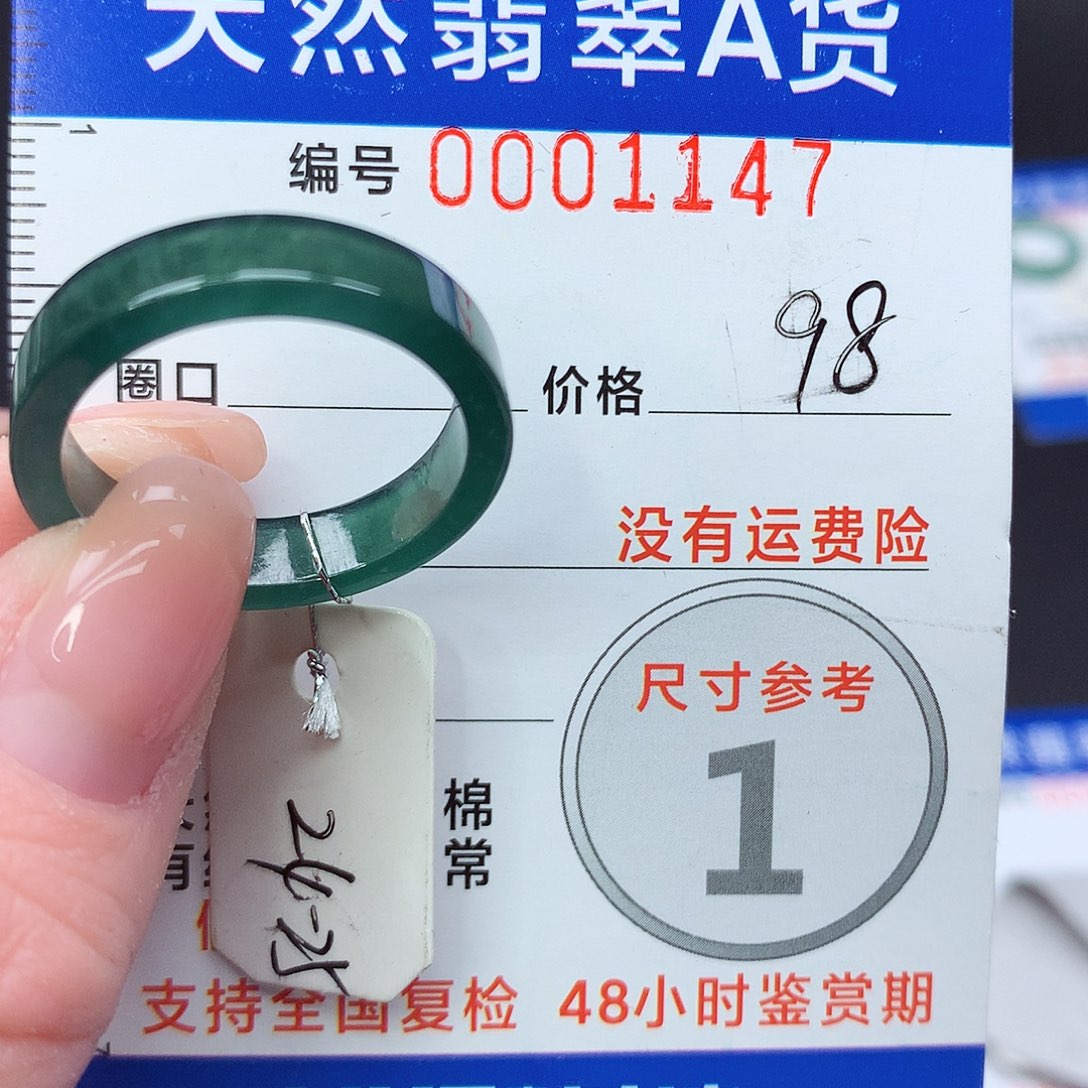 天然翡翠A货
编号 0001147
圈口 价格 98
没有运费险
尺寸参考
1
棉
有 常
24-25
支持全国复检 48小时鉴赏期